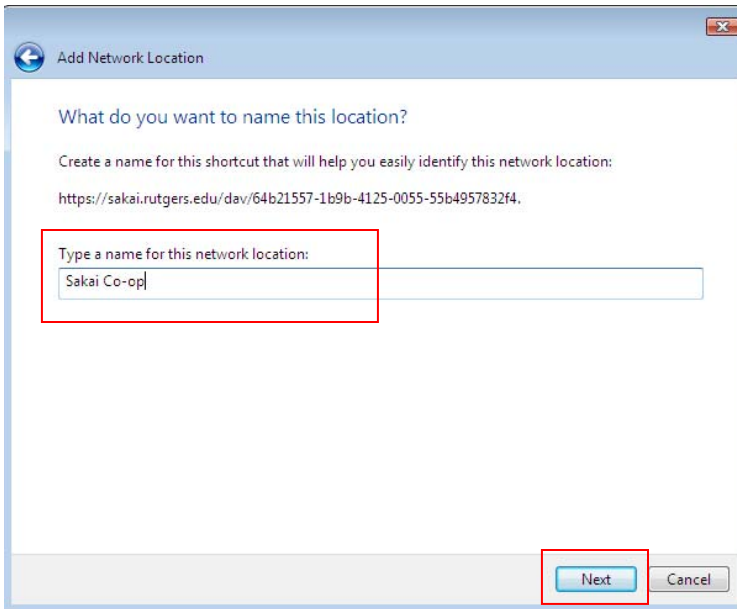 Add Network Location
What do you want to name this location?
Create a name for this shortcut that will help you easily identify this network location:
https://sakai.rutgers.edu/dav/64b21557-1b9b-4125-0055-55b4957832f4.
Type a name for this network location:
Sakai Co-op
Next
Cancel